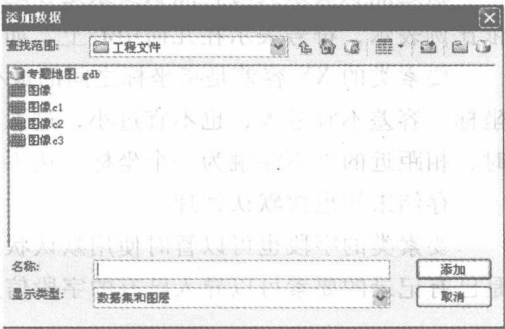 添加数据
查找范围: 工程文件
专题地图.gdb
图像
图像c1
图像c2
图像c3
名称:
添加
显示类型: 数据集和图层
取消